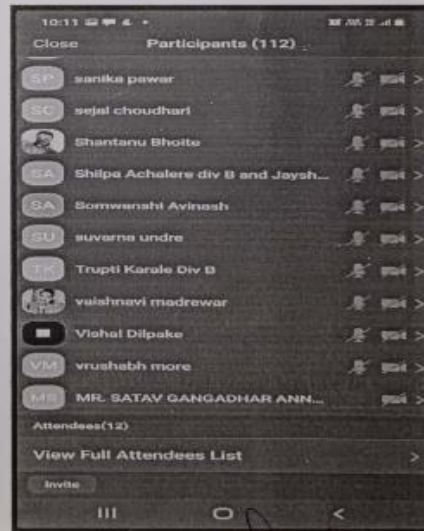 10:11
Close Participants (112)
SP sanika pawar
SC sejal choudhari
Shantanu Bhoite
SA Shilpa Achalere div B and Jaysh...
SA Somwanshi Avinash
SU suvarna undre
TK Trupti Karale Div B
vaishnavi madrewar
Vishal Dilpake
VM vrushabh more
MS MR. SATAV GANGADHAR ANN...
Attendees(12)
View Full Attendees List
Invite